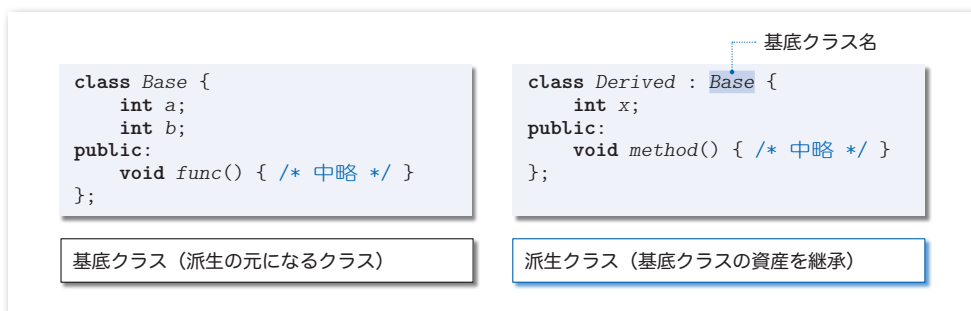 基底クラス名
class Base {
    int a;
    int b;
public:
    void func() { /* 中略 */ }
};
class Derived : Base {
    int x;
public:
    void method() { /* 中略 */ }
};
基底クラス（派生の元になるクラス）
派生クラス（基底クラスの資産を継承）